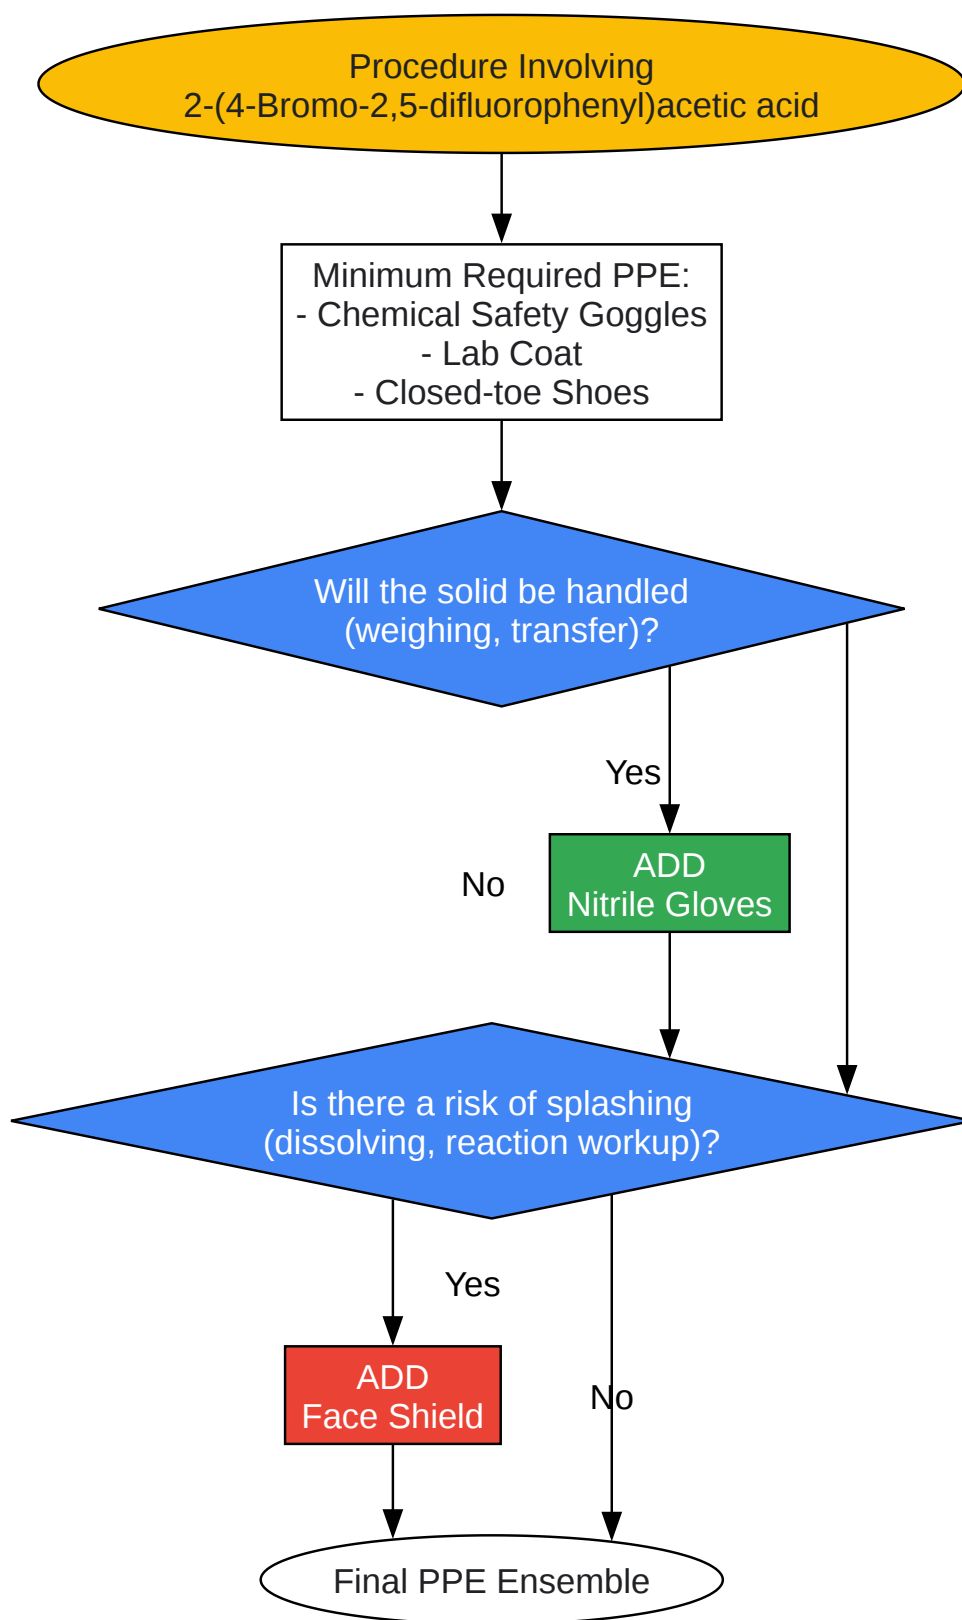 Procedure Involving
2-(4-Bromo-2,5-difluorophenyl)acetic acid
Minimum Required PPE:
- Chemical Safety Goggles
- Lab Coat
- Closed-toe Shoes
Will the solid be handled
(weighing, transfer)?
Yes
No
ADD
Nitrile Gloves
Is there a risk of splashing
(dissolving, reaction workup)?
Yes
ADD
Face Shield
No
Final PPE Ensemble